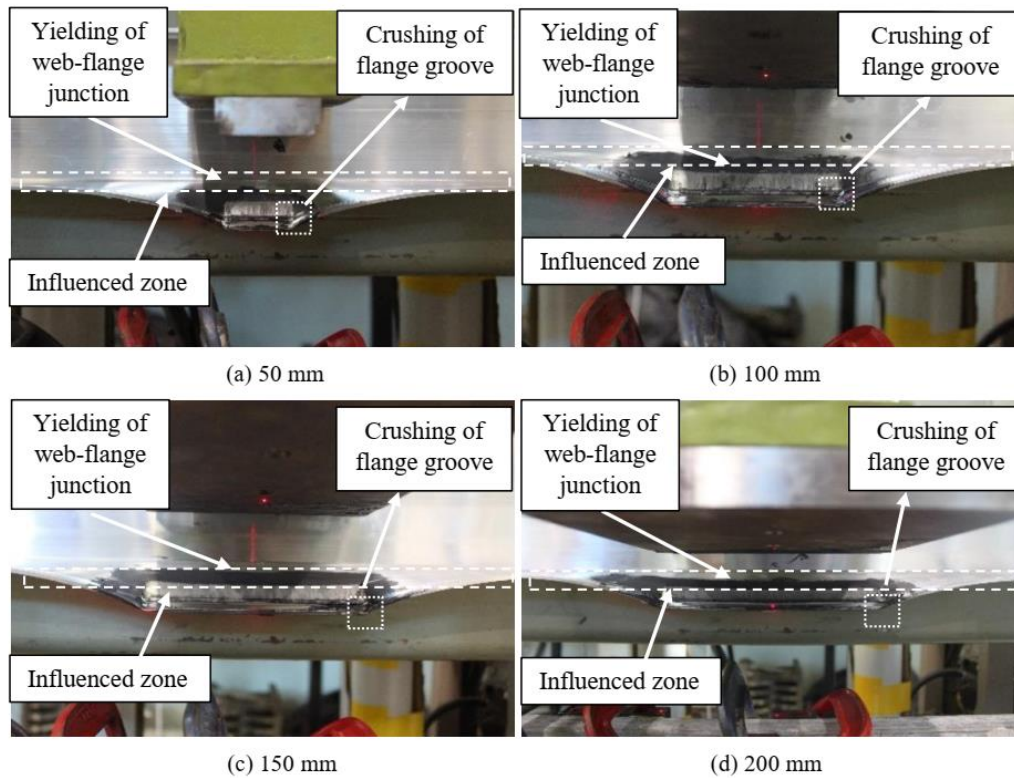 Yielding of
web-flange
junction
Crushing of
flange groove
Influenced zone
(a) 50 mm
Yielding of
web-flange
junction
Crushing of
flange groove
Influenced zone
(b) 100 mm
Yielding of
web-flange
junction
Crushing of
flange groove
Influenced zone
(c) 150 mm
Yielding of
web-flange
junction
Crushing of
flange groove
Influenced zone
(d) 200 mm